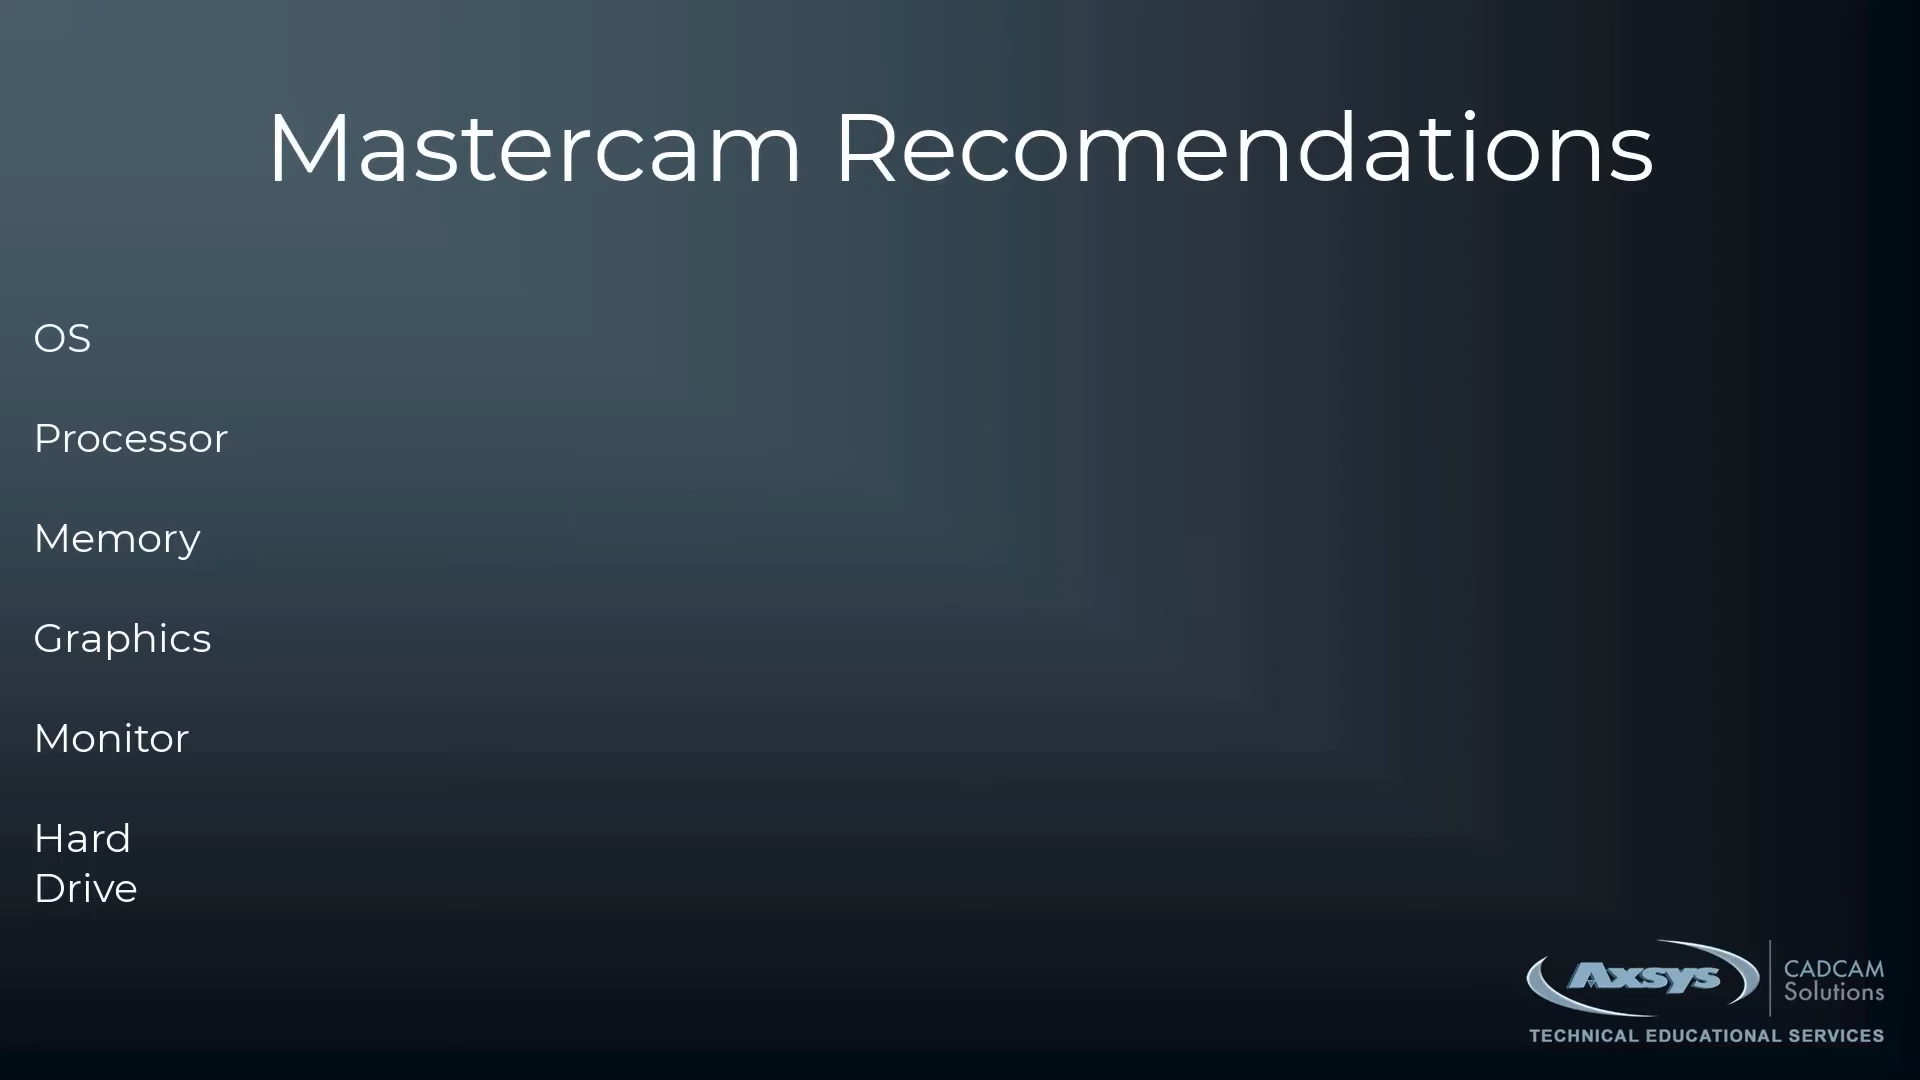 Mastercam Recomendations
OS
Processor
Memory
Graphics
Monitor
Hard
Drive
Axsys
CADCAM
Solutions
TECHNICAL EDUCATIONAL SERVICES